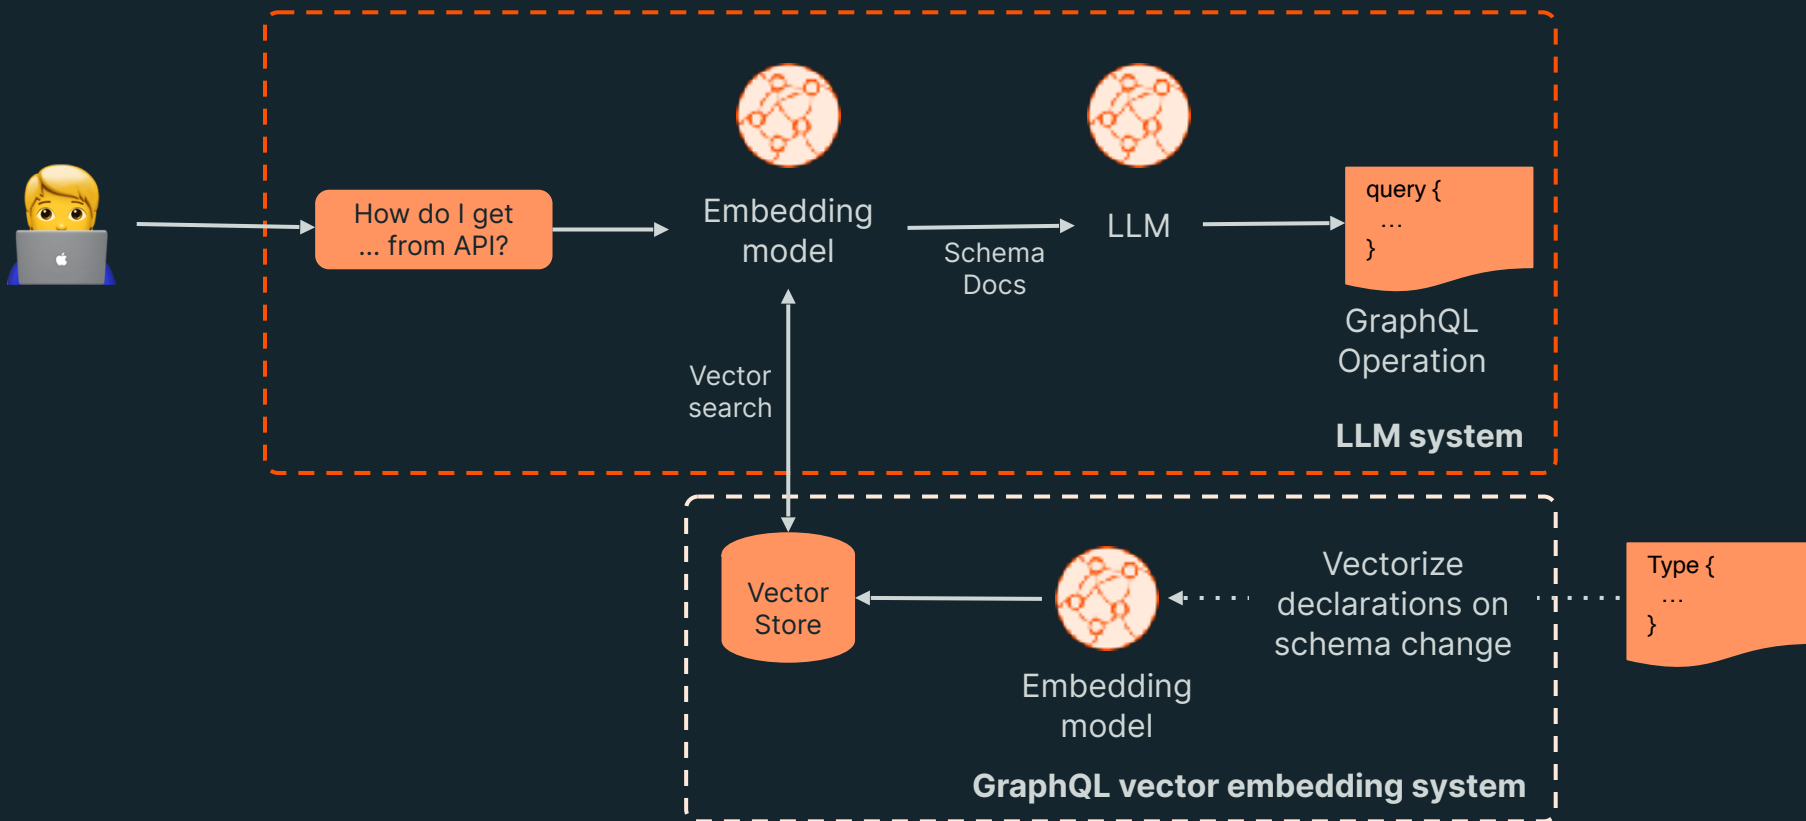 How do I get
... from API?
Embedding
model
Schema
Docs
LLM
query {
...
}
GraphQL
Operation
Vector
search
LLM system
Vector
Store
Embedding
model
Vectorize
declarations on
schema change
Type {
...
}
GraphQL vector embedding system